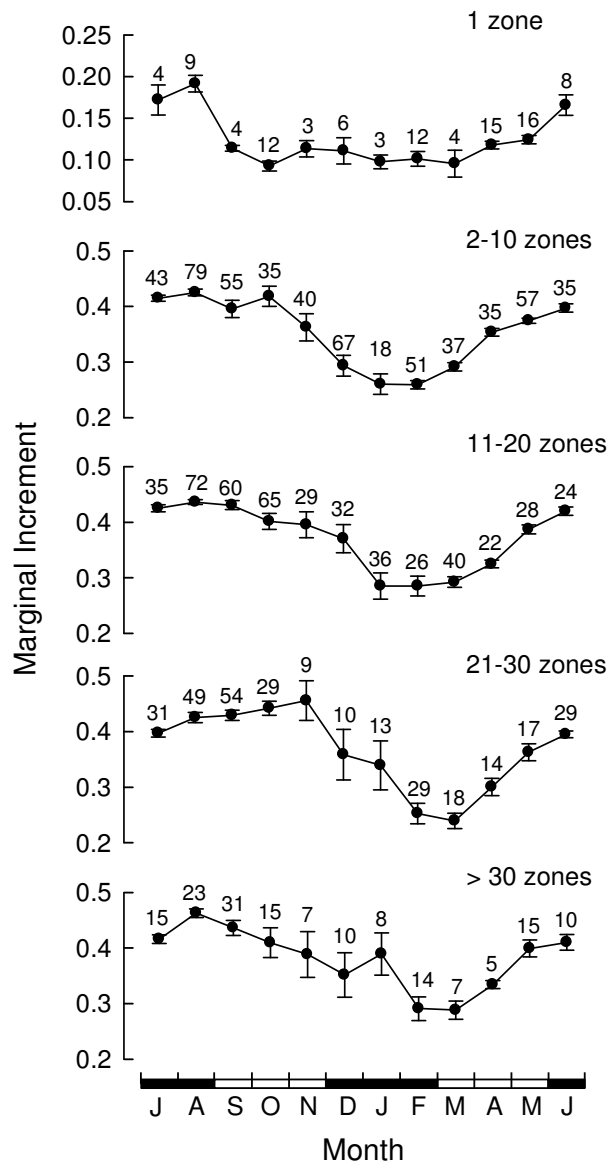 1 zone
0.25
0.20
0.15
0.10
0.05
4 9 4 12 3 6 3 12 4 15 16 8
2-10 zones
0.5
0.4
0.3
0.2
43 79 55 35 40 67 18 51 37 35 57 35
11-20 zones
0.5
0.4
0.3
0.2
35 72 60 65 29 32 36 26 40 22 28 24
21-30 zones
0.5
0.4
0.3
0.2
31 49 54 29 9 10 13 29 18 14 17 29
> 30 zones
0.5
0.4
0.3
0.2
15 23 31 15 7 10 8 14 7 5 15 10
Marginal Increment
J A S O N D J F M A M J
Month